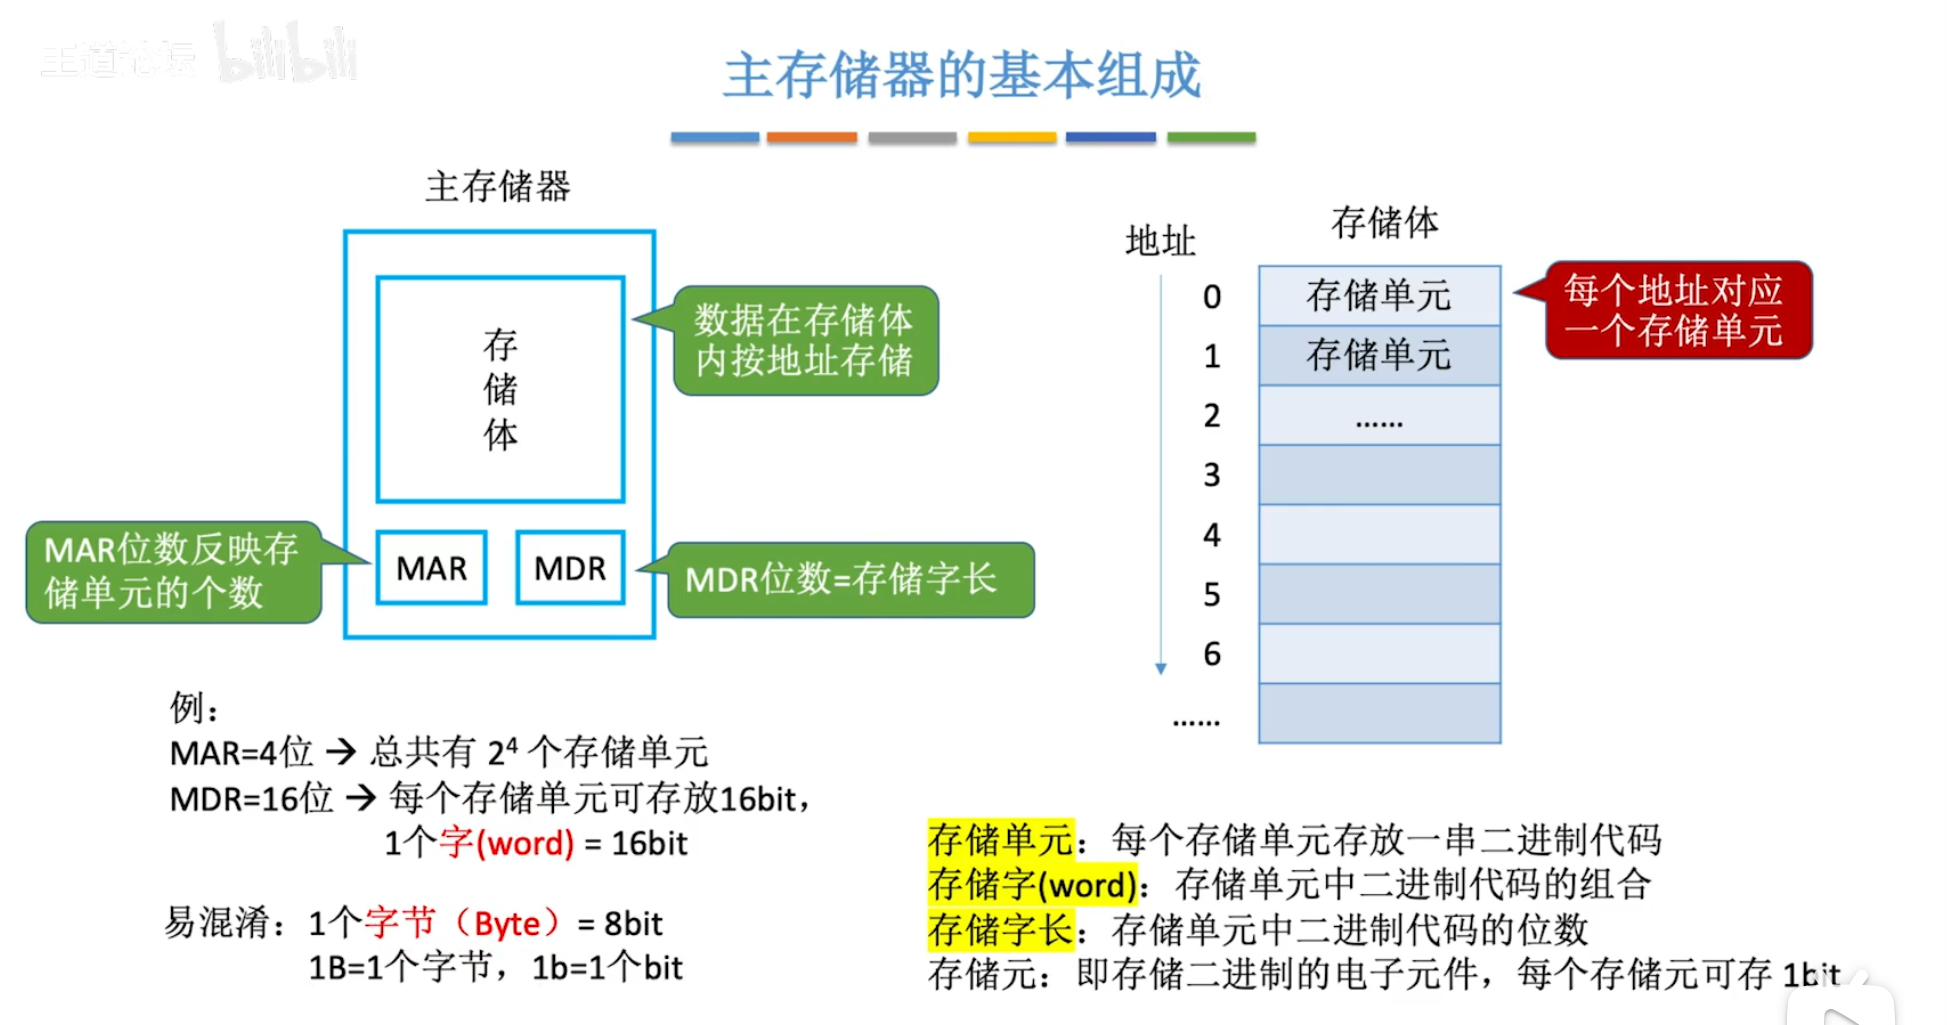 王道论坛 bilibili
主存储器的基本组成
主存储器
存
储
体
数据在存储体
内按地址存储
MAR位数反映存
储单元的个数
MAR
MDR
MDR位数=存储字长
地址
存储体
0
存储单元
1
存储单元
2
......
3
4
5
6
......
每个地址对应
一个存储单元
例：
MAR=4位 → 总共有 2⁴ 个存储单元
MDR=16位 → 每个存储单元可存放16bit，
1个字(word) = 16bit
易混淆：1个字节（Byte）= 8bit
1B=1个字节，1b=1个bit
存储单元：每个存储单元存放一串二进制代码
存储字(word)：存储单元中二进制代码的组合
存储字长：存储单元中二进制代码的位数
存储元：即存储二进制的电子元件，每个存储元可存 1bit